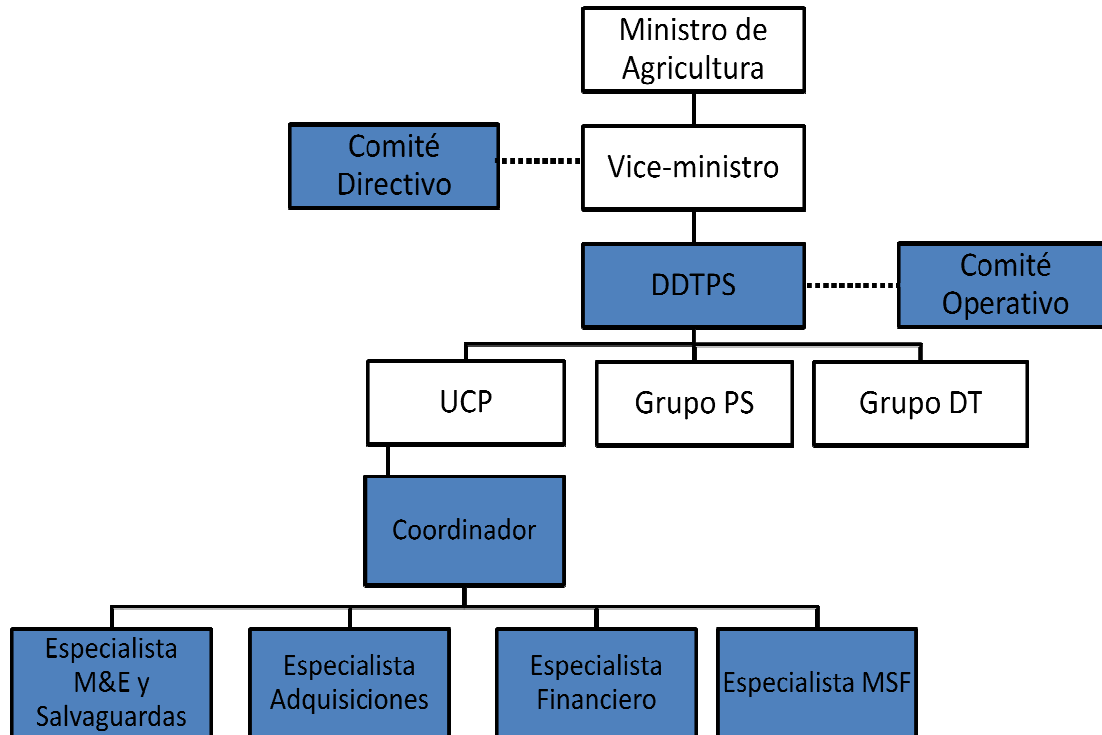 Ministro de
Agricultura
Comité
Directivo
Vice-ministro
DDTPS
Comité
Operativo
UCP
Grupo PS
Grupo DT
Coordinador
Especialista
M&E y
Salvaguardas
Especialista
Adquisiciones
Especialista
Financiero
Especialista MSF